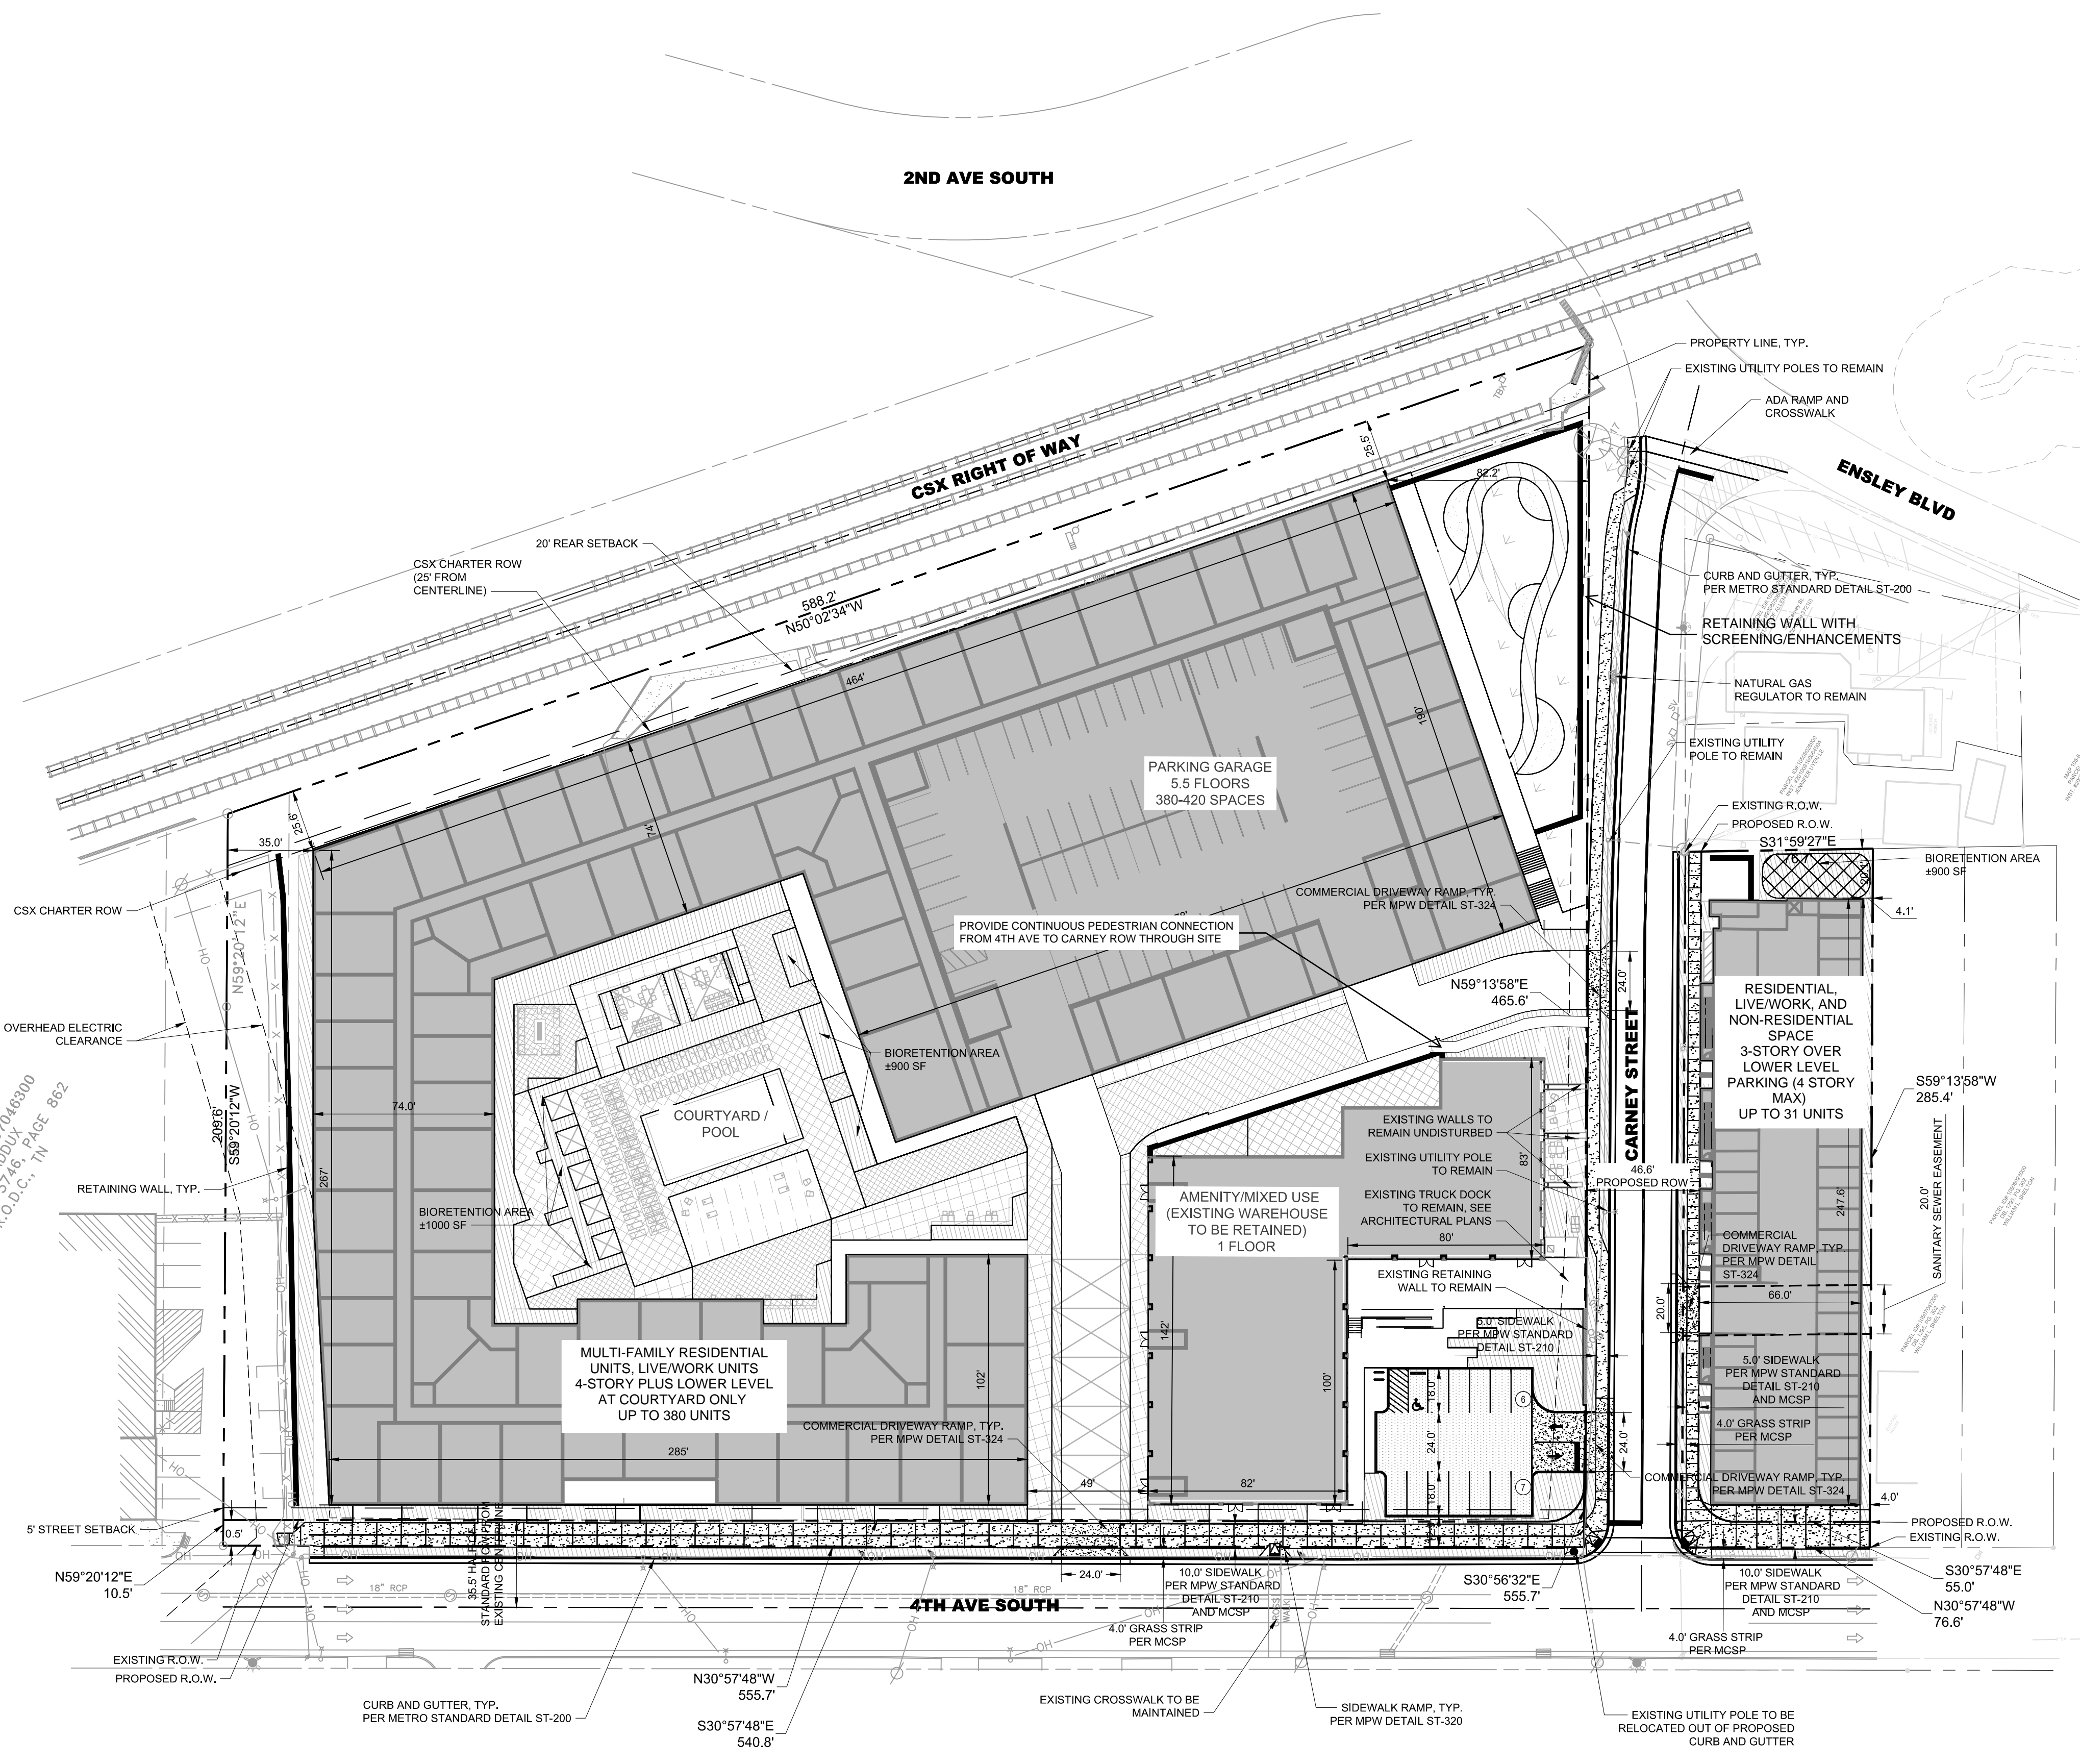 2ND AVE SOUTH
CSX RIGHT OF WAY
ENSLEY BLVD
PROPERTY LINE, TYP.
EXISTING UTILITY POLES TO REMAIN
ADA RAMP AND
CROSSWALK
TBX
17
25.5'
82.2'
20' REAR SETBACK
CSX CHARTER ROW
(25' FROM
CENTERLINE)
588.2'
N50°02'34"W
CURB AND GUTTER, TYP.
PER METRO STANDARD DETAIL ST-200
RETAINING WALL WITH
SCREENING/ENHANCEMENTS
NATURAL GAS
REGULATOR TO REMAIN
464'
190'
74'
SV
SV
EXISTING UTILITY
POLE TO REMAIN
PARKING GARAGE
5.5 FLOORS
380-420 SPACES
EXISTING R.O.W.
PROPOSED R.O.W.
S31°59'27"E
25.6'
35.0'
BIORETENTION AREA
±900 SF
4.1'
CSX CHARTER ROW
N59°20'12"E
COMMERCIAL DRIVEWAY RAMP, TYP.
PER MPW DETAIL ST-324
PROVIDE CONTINUOUS PEDESTRIAN CONNECTION
FROM 4TH AVE TO CARNEY ROW THROUGH SITE
N59°13'58"E
465.6'
24.0'
OVERHEAD ELECTRIC
CLEARANCE
RESIDENTIAL,
LIVE/WORK, AND
NON-RESIDENTIAL
SPACE
3-STORY OVER
LOWER LEVEL
PARKING (4 STORY
MAX)
UP TO 31 UNITS
BIORETENTION AREA
±900 SF
CARNEY STREET
COURTYARD /
POOL
74.0'
209.6'
S59°20'12"W
267'
S59°13'58"W
285.4'
EXISTING WALLS TO
REMAIN UNDISTURBED
83'
EXISTING UTILITY POLE
TO REMAIN
46.6'
PROPOSED ROW
RETAINING WALL, TYP.
AMENITY/MIXED USE
(EXISTING WAREHOUSE
TO BE RETAINED)
1 FLOOR
EXISTING TRUCK DOCK
TO REMAIN, SEE
ARCHITECTURAL PLANS
80'
247.6'
20.0'
SANITARY SEWER EASEMENT
BIORETENTION AREA
±1000 SF
COMMERCIAL
DRIVEWAY RAMP, TYP.
PER MPW DETAIL
ST-324
EXISTING RETAINING
WALL TO REMAIN
66.0'
20.0'
142'
5.0' SIDEWALK
PER MPW STANDARD
DETAIL ST-210
MULTI-FAMILY RESIDENTIAL
UNITS, LIVE/WORK UNITS
4-STORY PLUS LOWER LEVEL
AT COURTYARD ONLY
UP TO 380 UNITS
102'
100'
18.0'
6
5.0' SIDEWALK
PER MPW STANDARD
DETAIL ST-210
AND MCSP
4.0' GRASS STRIP
PER MCSP
COMMERCIAL DRIVEWAY RAMP, TYP.
PER MPW DETAIL ST-324
24.0'
24.0'
285'
49'
82'
18.0'
7
COMMERCIAL DRIVEWAY RAMP, TYP.
PER MPW DETAIL ST-324
4.0'
5' STREET SETBACK
0.5'
PROPOSED R.O.W.
EXISTING R.O.W.
N59°20'12"E
10.5'
35.5' HALF OF
STANDARD ROW FROM
EXISTING CENTERLINE
18" RCP
18" RCP
24.0'
10.0' SIDEWALK
PER MPW STANDARD
DETAIL ST-210
AND MCSP
S30°56'32"E
555.7'
10.0' SIDEWALK
PER MPW STANDARD
DETAIL ST-210
AND MCSP
S30°57'48"E
55.0'
N30°57'48"W
76.6'
4TH AVE SOUTH
4.0' GRASS STRIP
PER MCSP
4.0' GRASS STRIP
PER MCSP
EXISTING R.O.W.
PROPOSED R.O.W.
N30°57'48"W
555.7'
CURB AND GUTTER, TYP.
PER METRO STANDARD DETAIL ST-200
S30°57'48"E
540.8'
EXISTING CROSSWALK TO BE
MAINTAINED
SIDEWALK RAMP, TYP.
PER MPW DETAIL ST-320
EXISTING UTILITY POLE TO BE
RELOCATED OUT OF PROPOSED
CURB AND GUTTER